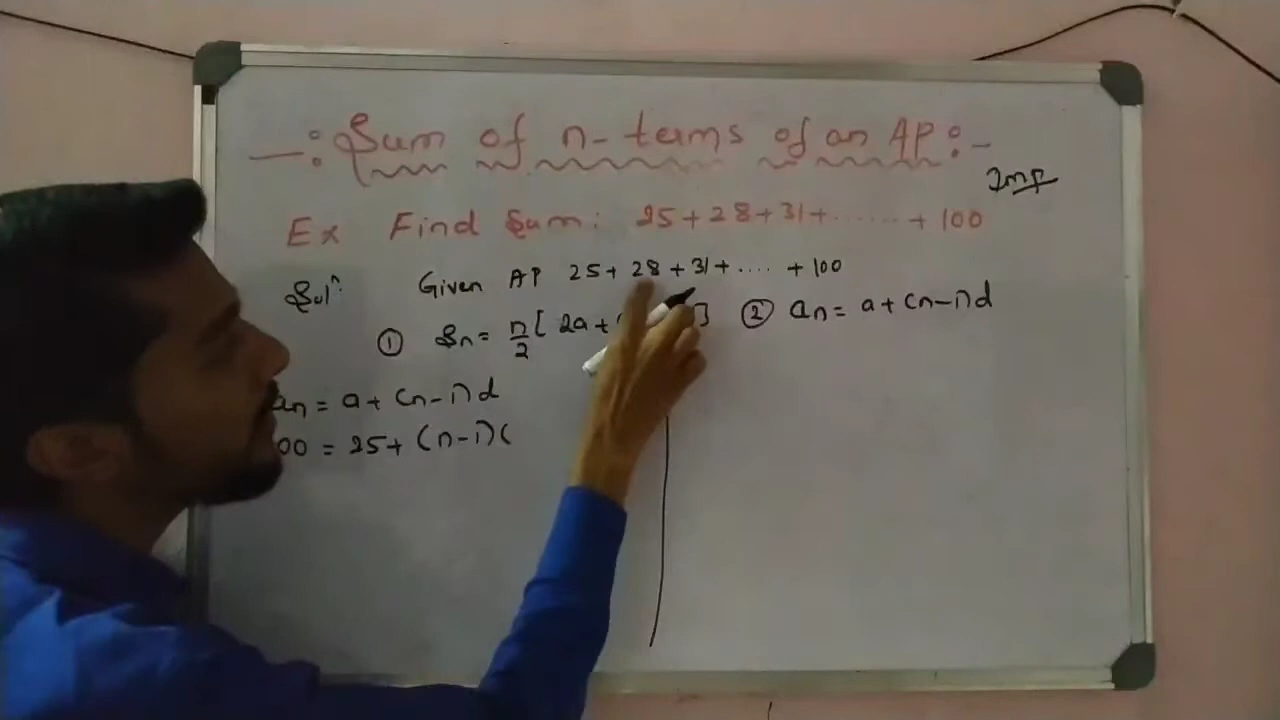 —: Sum of n-terms of an AP :-
Imp
Ex Find Sum: 25+28+31+.......+100
Solⁿ. Given AP 25+28+31+....+100
① Sn = n/2 [ 2a+ ] ② an = a+(n-1)d
an = a+(n-1)d
00 = 25+(n-1)(